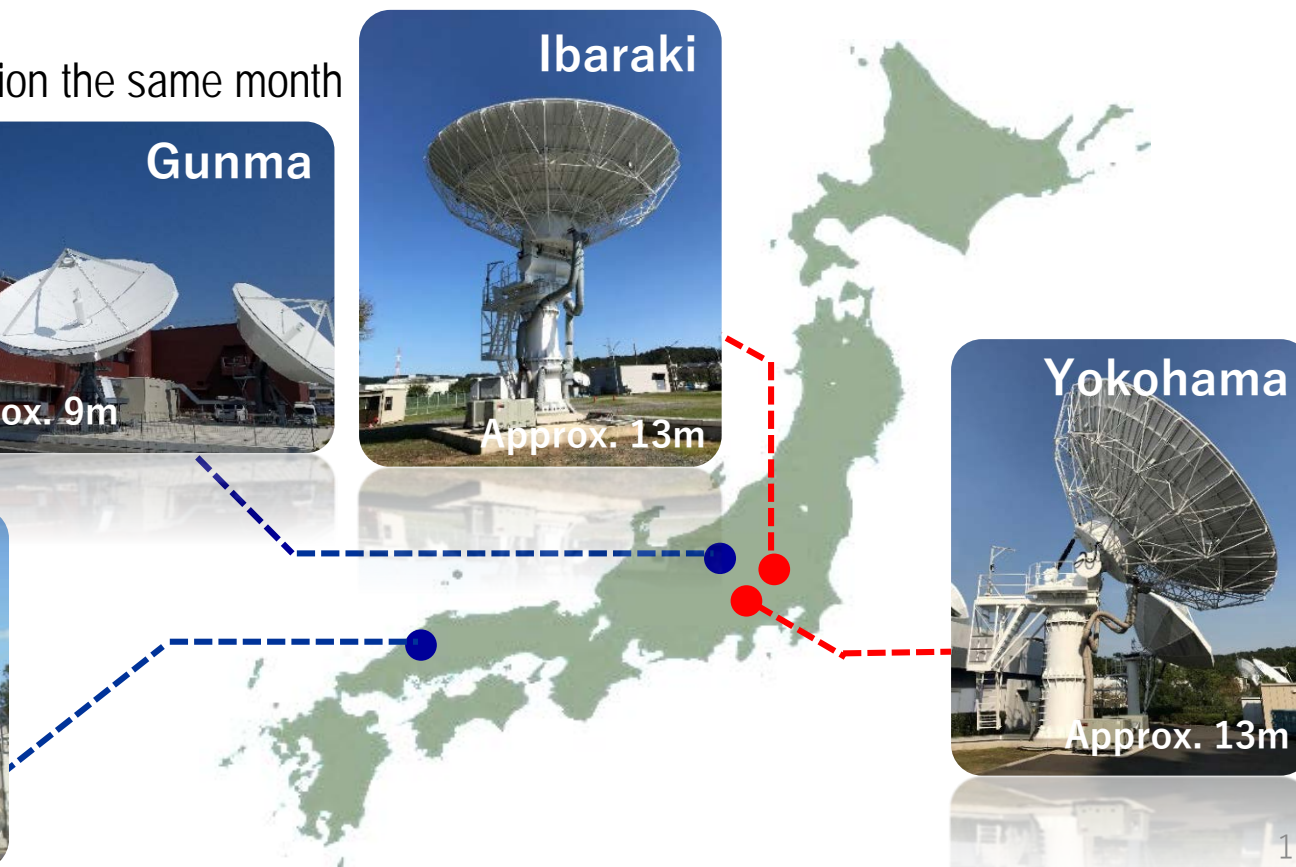 ion the same month
Ibaraki
Gunma
Yokohama
ox. 9m
Approx. 13m
Approx. 13m
1